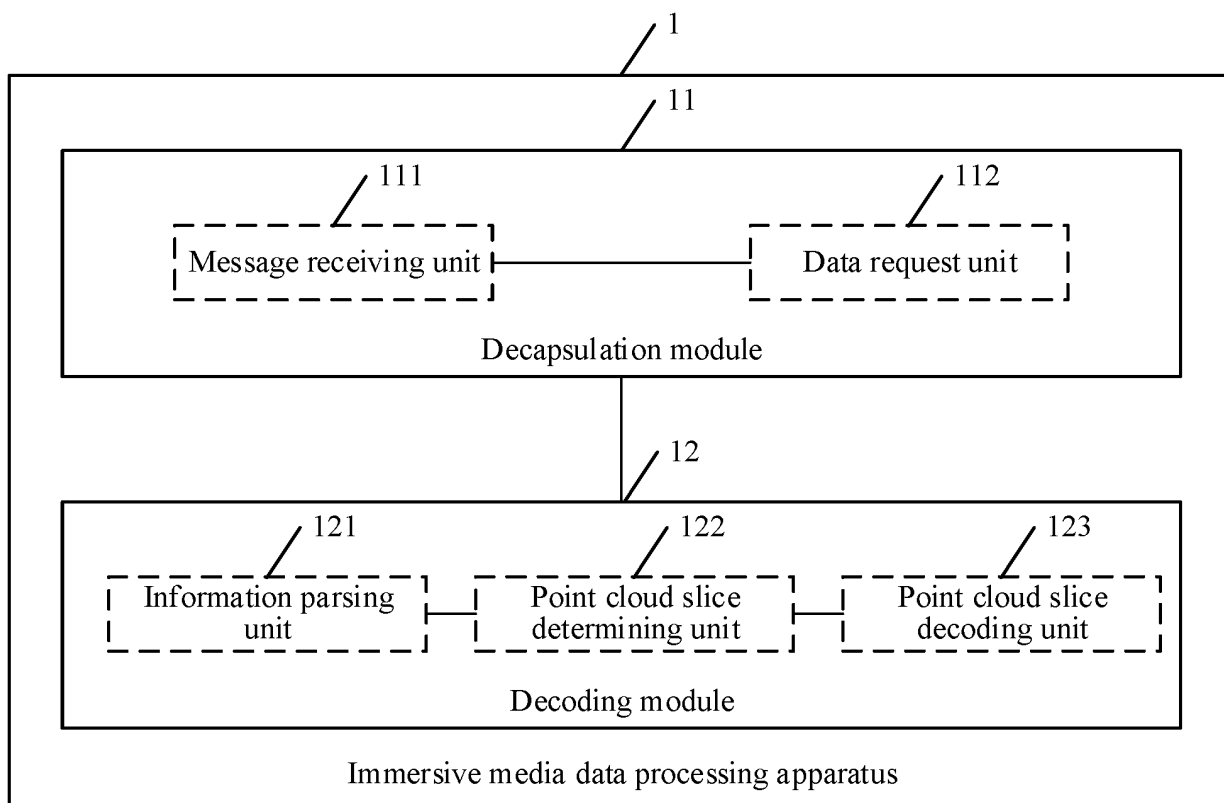 1
11
111
112
Message receiving unit
Data request unit
Decapsulation module
12
121
122
123
Information parsing
unit
Point cloud slice
determining unit
Point cloud slice
decoding unit
Decoding module
Immersive media data processing apparatus